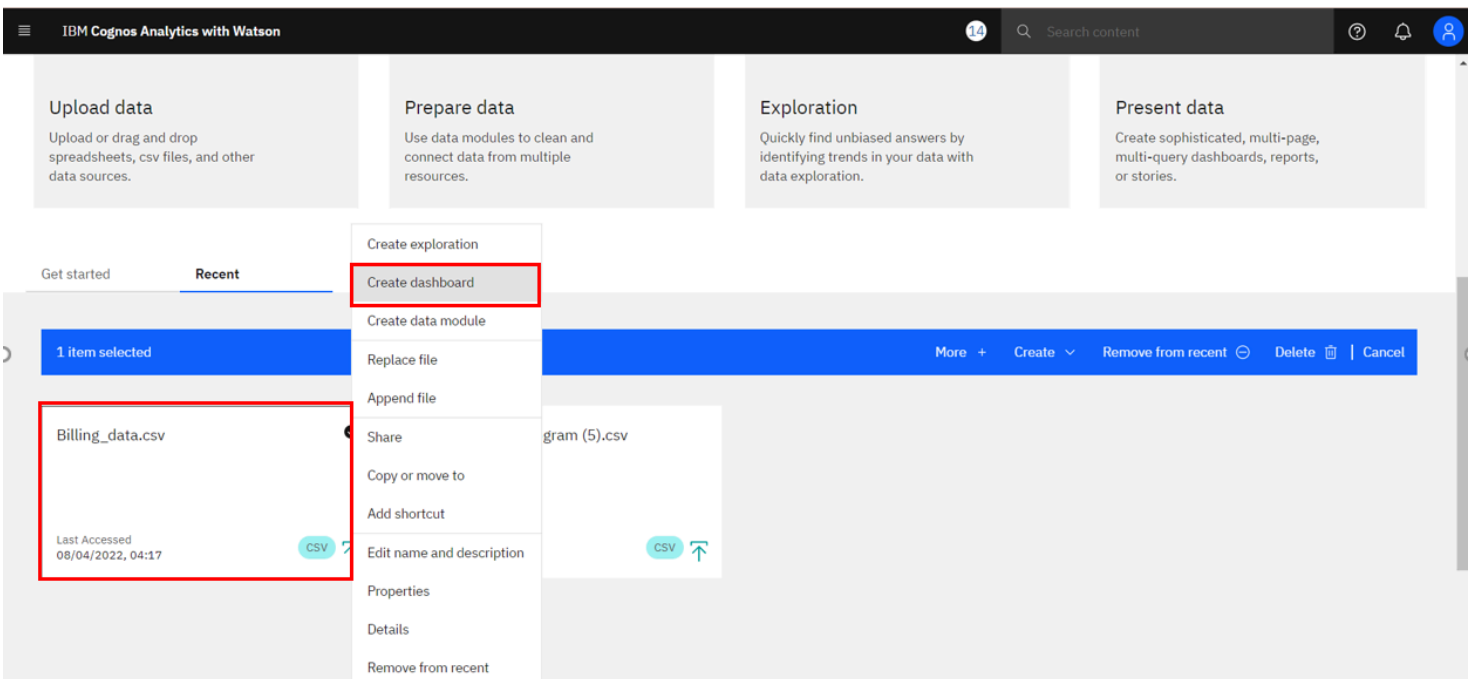 IBM Cognos Analytics with Watson
14
Search content
Upload data
Upload or drag and drop
spreadsheets, csv files, and other
data sources.
Prepare data
Use data modules to clean and
connect data from multiple
resources.
Exploration
Quickly find unbiased answers by
identifying trends in your data with
data exploration.
Present data
Create sophisticated, multi-page,
multi-query dashboards, reports,
or stories.
Get started
Recent
1 item selected
More +
Create
Remove from recent
Delete
Cancel
Billing_data.csv
Last Accessed
08/04/2022, 04:17
CSV
gram (5).csv
CSV
Create exploration
Create dashboard
Create data module
Replace file
Append file
Share
Copy or move to
Add shortcut
Edit name and description
Properties
Details
Remove from recent